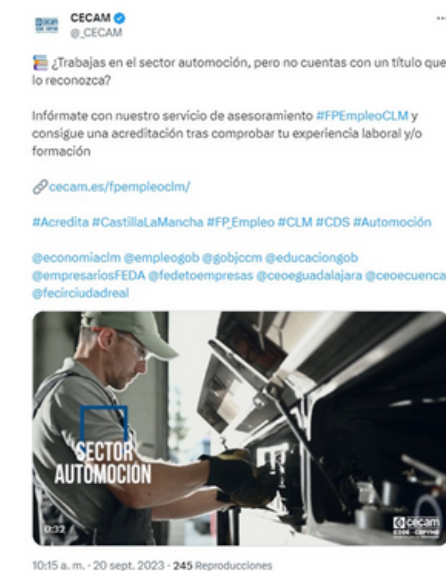 CECAM
@_CECAM
¿Trabajas en el sector automoción, pero no cuentas con un título que
lo reconozca?
Infórmate con nuestro servicio de asesoramiento #FPEmpleoCLM y
consigue una acreditación tras comprobar tu experiencia laboral y/o
formación
cecam.es/fpempleoclm/
#Acredita #CastillaLaMancha #FP_Empleo #CLM #CDS #Automoción
@economiaclm @empleogob @gobjccm @educaciongob
@empresariosFEDA @fedetoempresas @ceoeguadalajara @ceoecuenca
@fecirciudadreal
SECTOR
AUTOMOCIÓN
0:32
cecam
CEOE-CEPYME
10:15 a. m. · 20 sept. 2023 · 245 Reproducciones